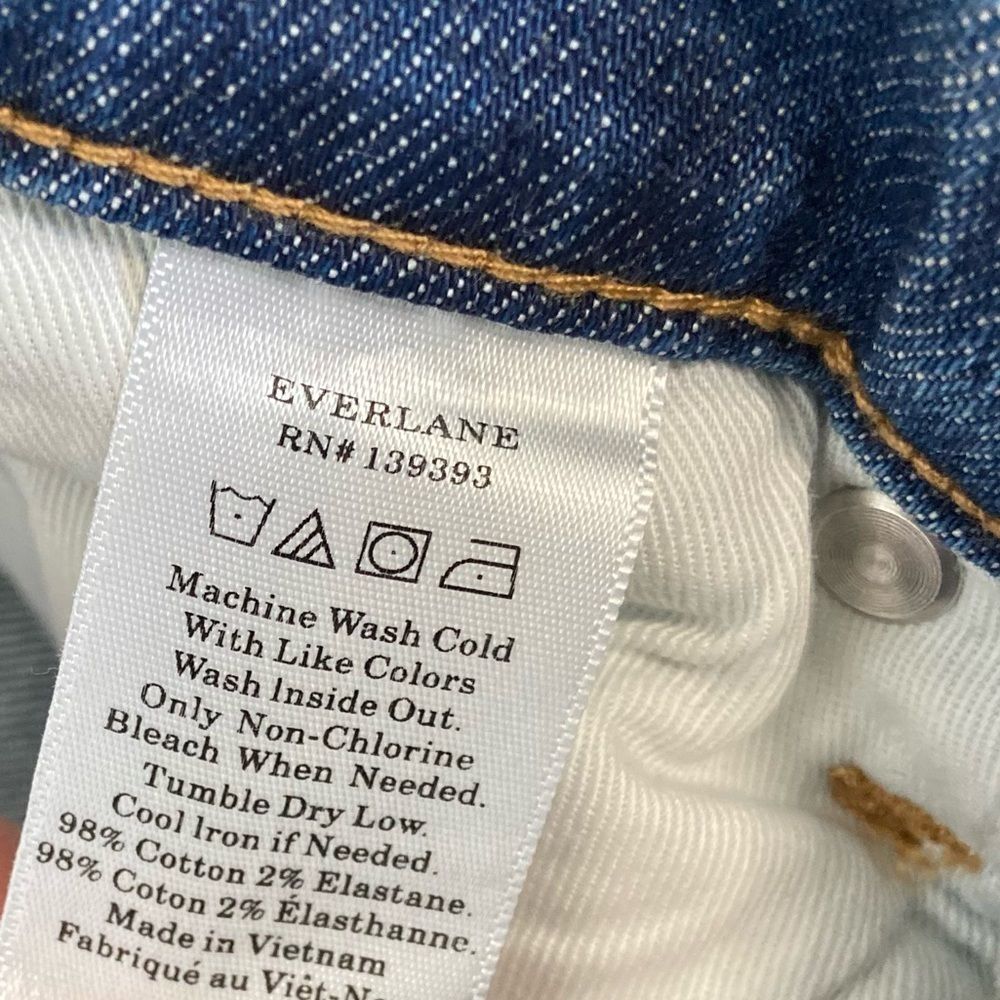 EVERLANE
RN# 139393
Machine Wash Cold
With Like Colors
Wash Inside Out.
Only Non-Chlorine
Bleach When Needed.
Tumble Dry Low.
Cool Iron if Needed.
98% Cotton 2% Elastane.
98% Coton 2% Élasthanne.
Made in Vietnam
Fabriqué au